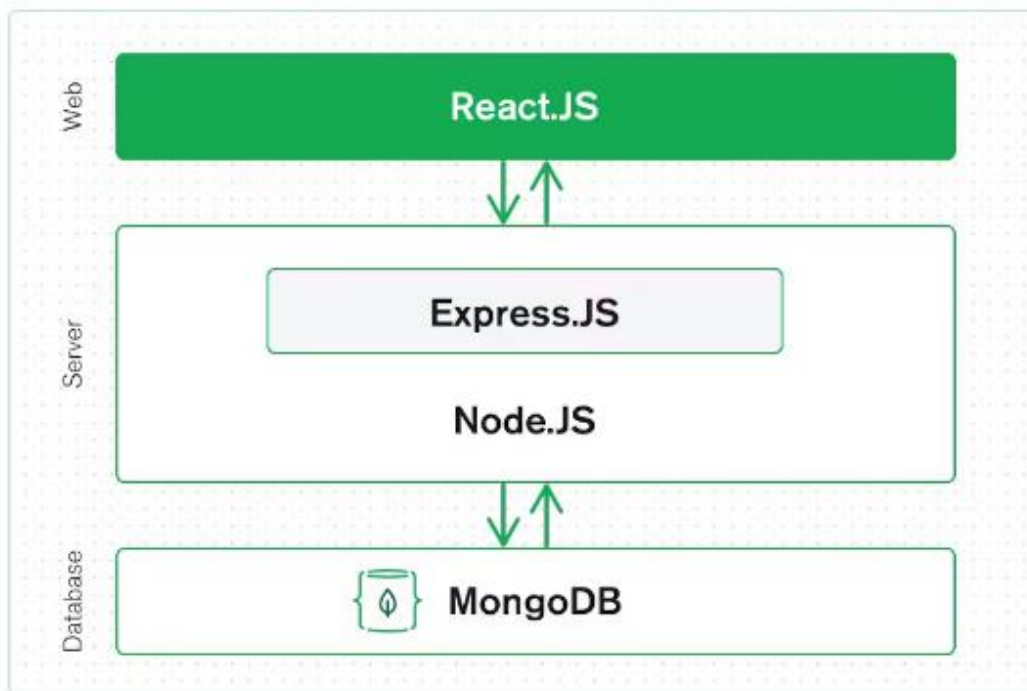 Web
React.JS
Server
Express.JS
Node.JS
Database
MongoDB